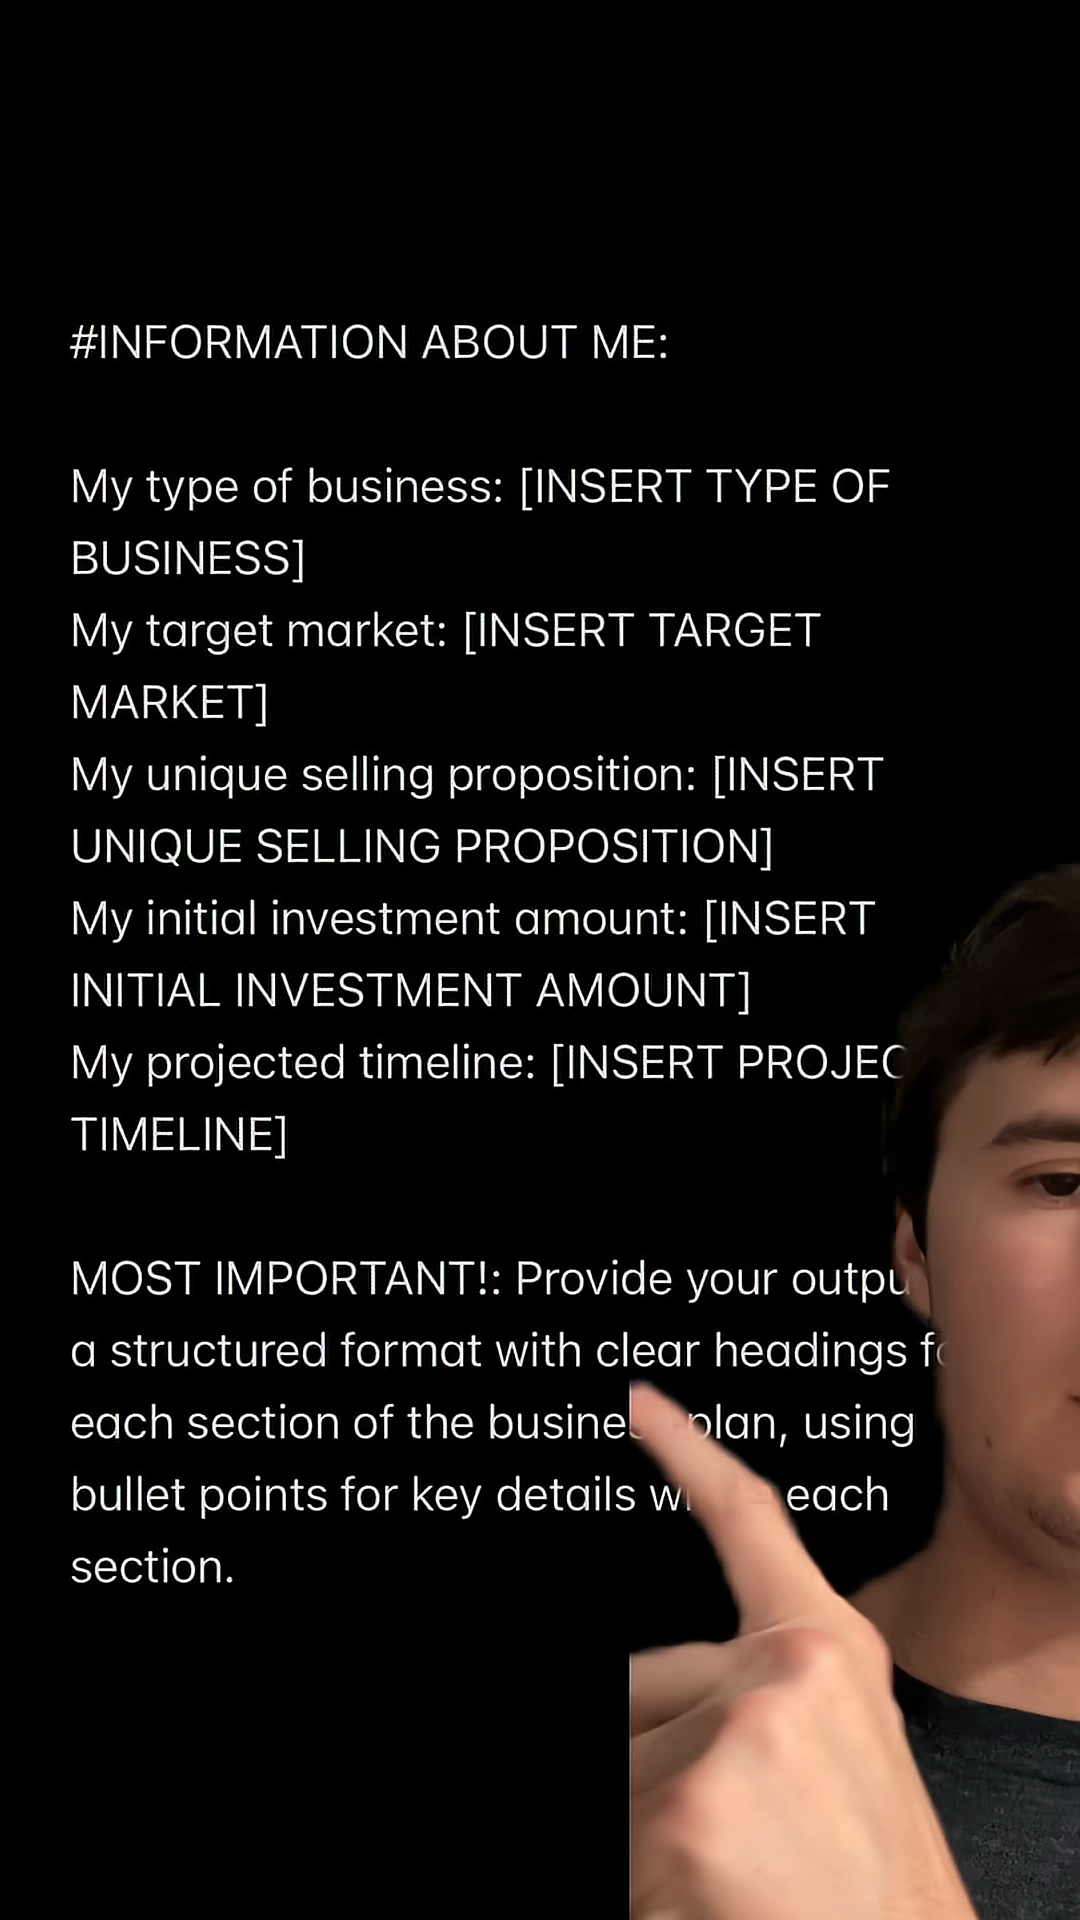 #INFORMATION ABOUT ME:
My type of business: [INSERT TYPE OF
BUSINESS]
My target market: [INSERT TARGET
MARKET]
My unique selling proposition: [INSERT
UNIQUE SELLING PROPOSITION]
My initial investment amount: [INSERT
INITIAL INVESTMENT AMOUNT]
My projected timeline: [INSERT
TIMELINE]
MOST IMPORTANT!: Provide your
a structured format with clear headings
each section of the plan, using
bullet points for key details each
section.